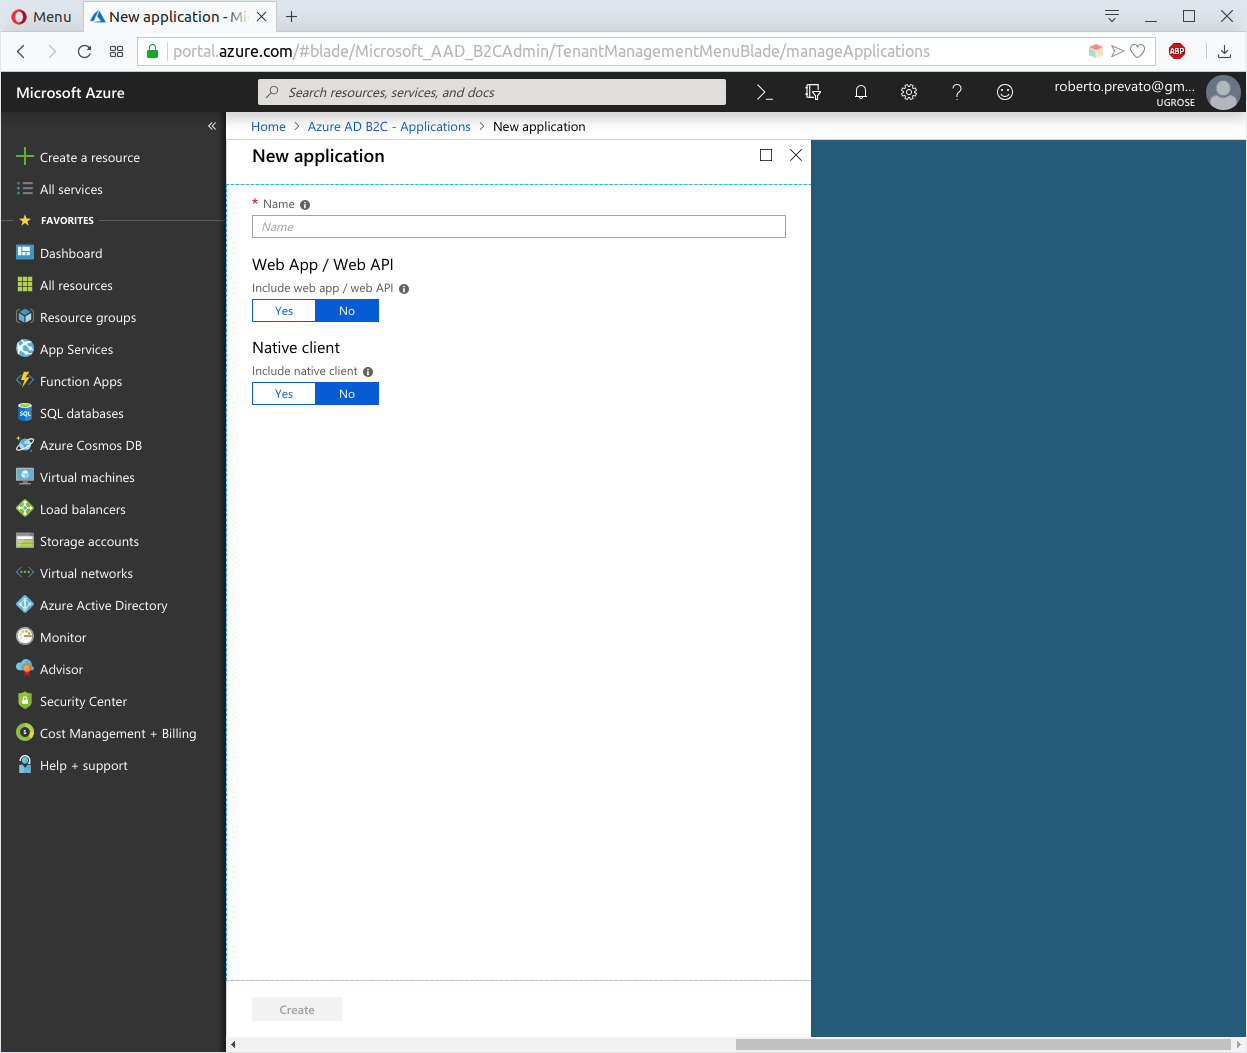 Menu
New application - Mi
portal.azure.com/#blade/Microsoft_AAD_B2CAdmin/TenantManagementMenuBlade/manageApplications
ABP
Microsoft Azure
Search resources, services, and docs
roberto.prevato@gm...
UGROSE
Home > Azure AD B2C - Applications > New application
Create a resource
All services
FAVORITES
Dashboard
All resources
Resource groups
App Services
Function Apps
SQL databases
Azure Cosmos DB
Virtual machines
Load balancers
Storage accounts
Virtual networks
Azure Active Directory
Monitor
Advisor
Security Center
Cost Management + Billing
Help + support
New application
* Name
Name
Web App / Web API
Include web app / web API
Yes No
Native client
Include native client
Yes No
Create